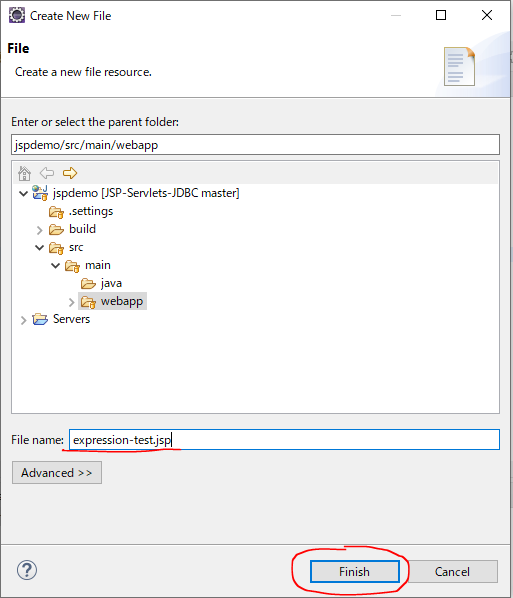 Create New File
File
Create a new file resource.
Enter or select the parent folder:
jspdemo/src/main/webapp
jspdemo [JSP-Servlets-JDBC master]
.settings
build
src
main
java
webapp
Servers
File name: expression-test.jsp
Advanced >>
? Finish Cancel